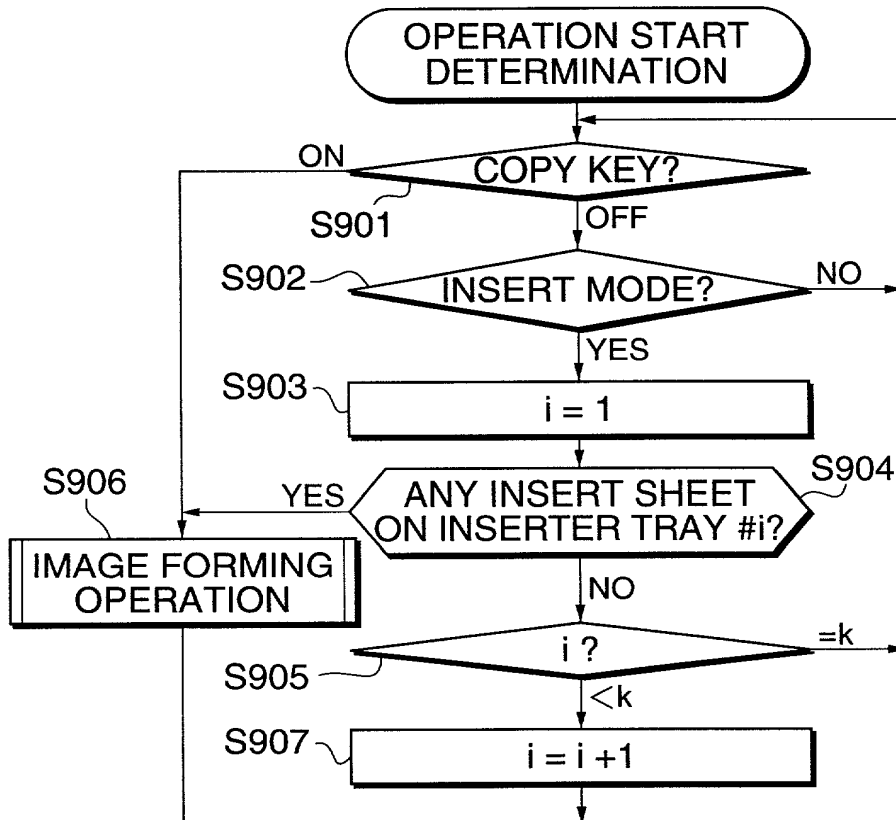 OPERATION START
DETERMINATION
ON
COPY KEY?
S901
OFF
S902
INSERT MODE?
NO
YES
S903
i = 1
S904
S906
YES
ANY INSERT SHEET
ON INSERTER TRAY #i?
IMAGE FORMING
OPERATION
NO
i ?
=k
S905
<k
S907
i = i +1